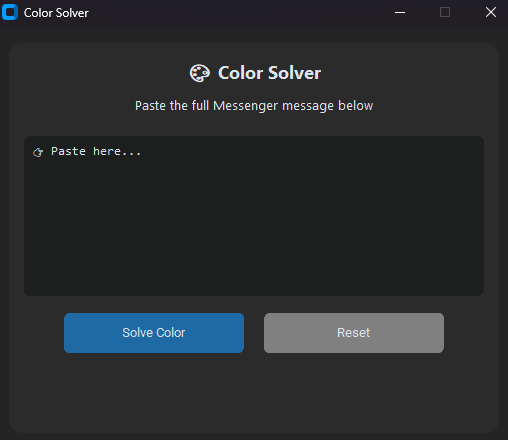 Color Solver
🎨 Color Solver
Paste the full Messenger message below
👉 Paste here...
Solve Color
Reset